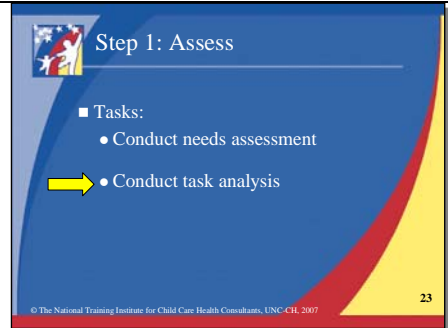 Step 1: Assess
Tasks:
Conduct needs assessment
Conduct task analysis
© The National Training Institute for Child Care Health Consultants, UNC-CH, 2007
23